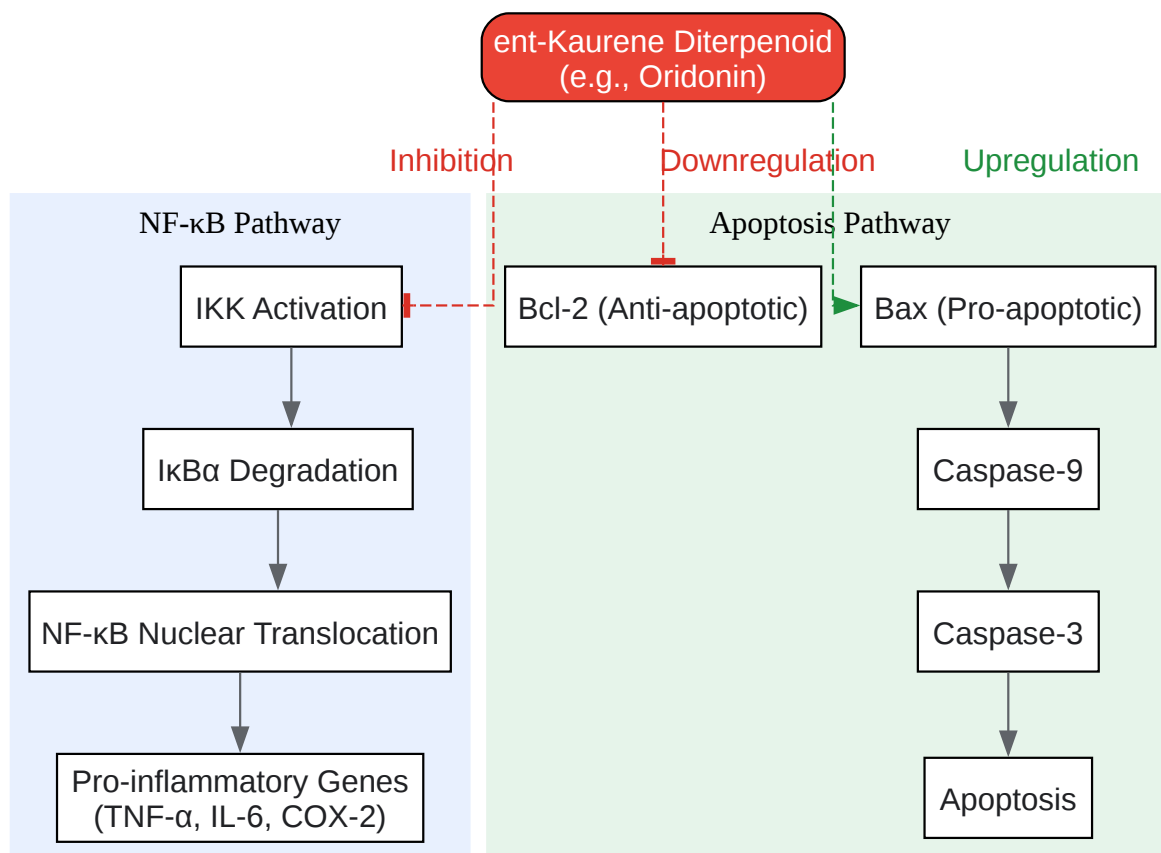 ent-Kaurene Diterpenoid
(e.g., Oridonin)
Inhibition
Downregulation
Upregulation
NF-κB Pathway
Apoptosis Pathway
IKK Activation
Bcl-2 (Anti-apoptotic)
Bax (Pro-apoptotic)
IκBα Degradation
Caspase-9
NF-κB Nuclear Translocation
Caspase-3
Pro-inflammatory Genes
(TNF-α, IL-6, COX-2)
Apoptosis